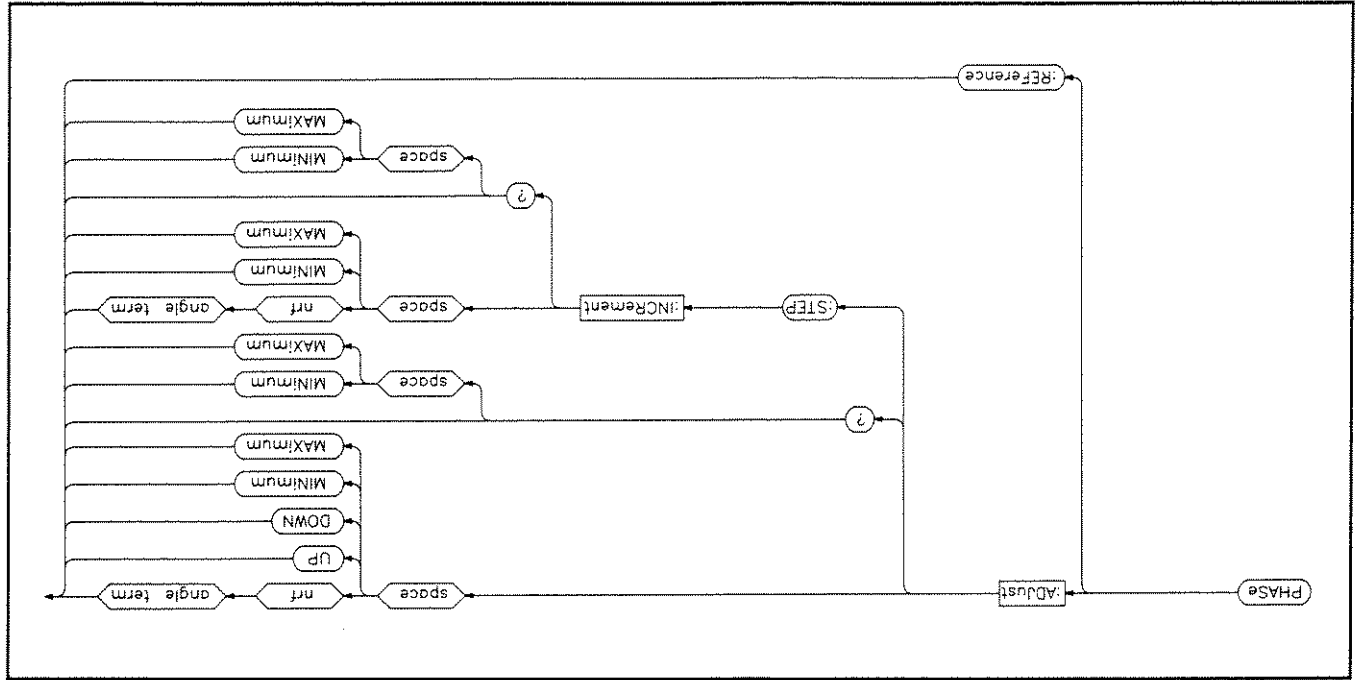 PHASe :ADJust space nrf angle term
UP
DOWN
MINimum
MAXimum
?
space MINimum
MAXimum
:STEP :INCRement space nrf angle term
MINimum
MAXimum
?
space MINimum
MAXimum
:REFerence